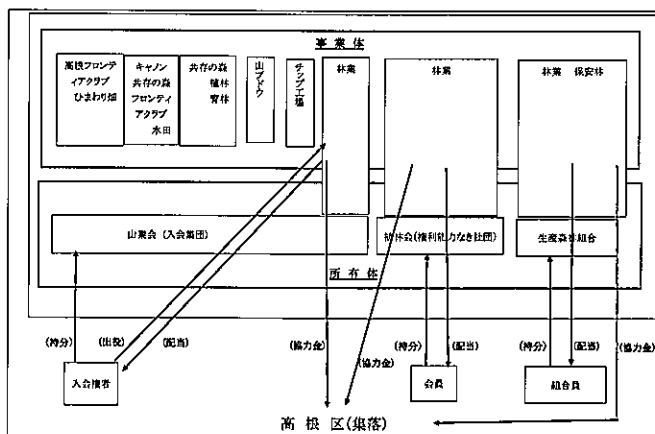 事 業 体
高根フロンテ
ィアクラブ
ひまわり畑
キャノン
共存の森
フロンティ
アクラブ
水田
共存の森
植林
育林
山ブドウ
チップ工場
林業
林業
林業 保安林
山衆会 (入会集団)
会(権利能力なき社団)
生産森林組合
所 有 体
(持分)
(出役)
(配当)
(協力金)
(協力金)
(持分)
(配当)
(持分)
(配当)
(協力金)
入会権者
会員
組合員
高 根 区(集落)